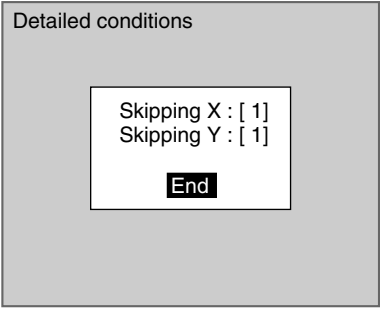 Detailed conditions
Skipping X : [ 1]
Skipping Y : [ 1]
End